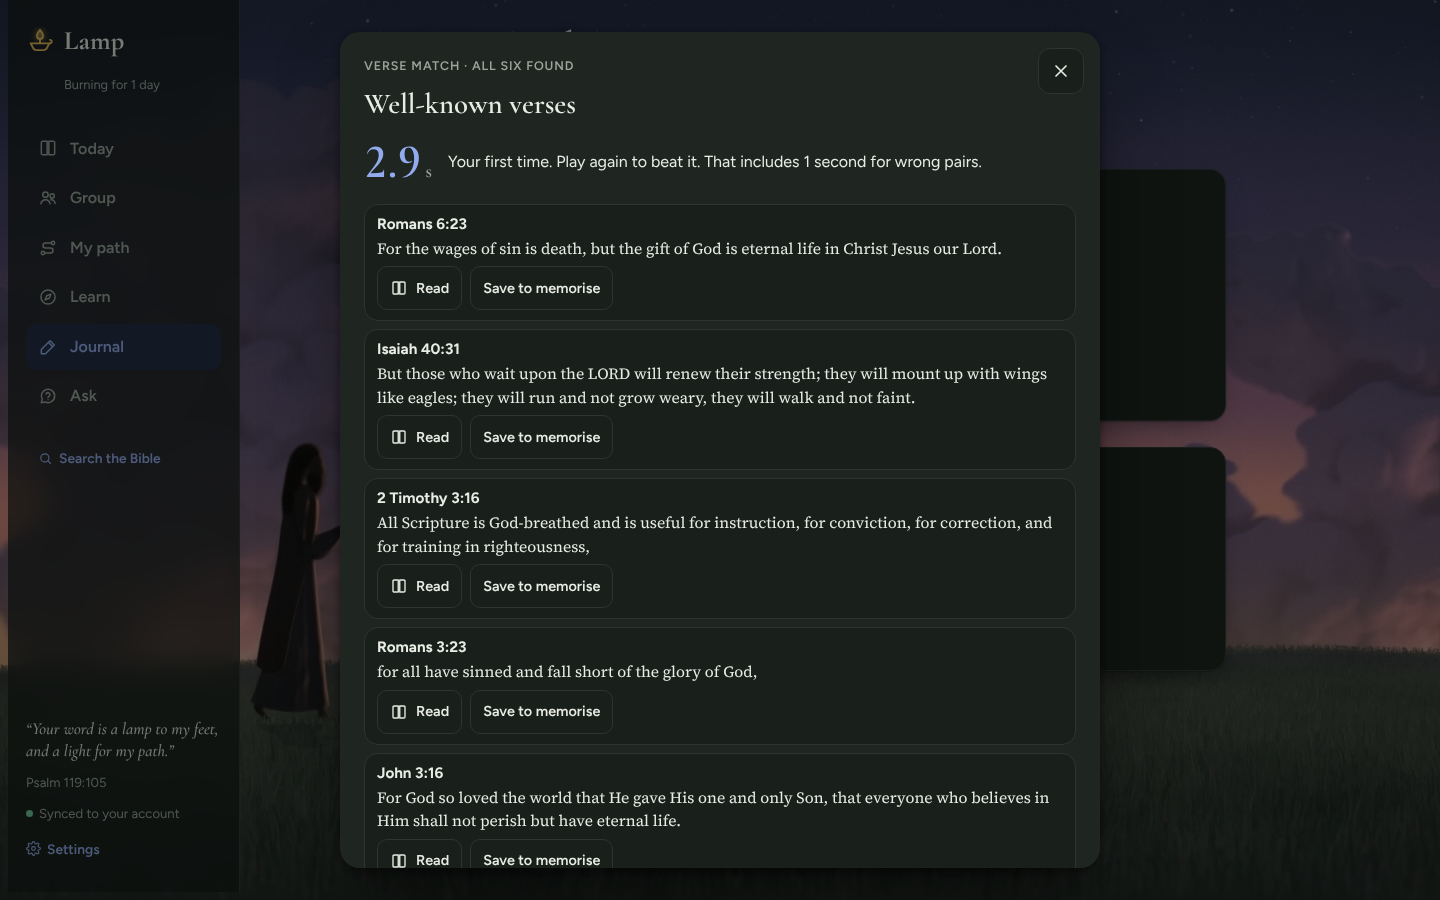 Lamp
Burning for 1 day
Today
Group
My path
Learn
Journal
Ask
Search the Bible
“Your word is a lamp to my feet,
and a light for my path.”
Psalm 119:105
Synced to your account
Settings
VERSE MATCH · ALL SIX FOUND
Well-known verses
2.9 s
Your first time. Play again to beat it. That includes 1 second for wrong pairs.
Romans 6:23
For the wages of sin is death, but the gift of God is eternal life in Christ Jesus our Lord.
Read
Save to memorise
Isaiah 40:31
But those who wait upon the LORD will renew their strength; they will mount up with wings
like eagles; they will run and not grow weary, they will walk and not faint.
Read
Save to memorise
2 Timothy 3:16
All Scripture is God-breathed and is useful for instruction, for conviction, for correction, and
for training in righteousness,
Read
Save to memorise
Romans 3:23
for all have sinned and fall short of the glory of God,
Read
Save to memorise
John 3:16
For God so loved the world that He gave His one and only Son, that everyone who believes in
Him shall not perish but have eternal life.
Read
Save to memorise